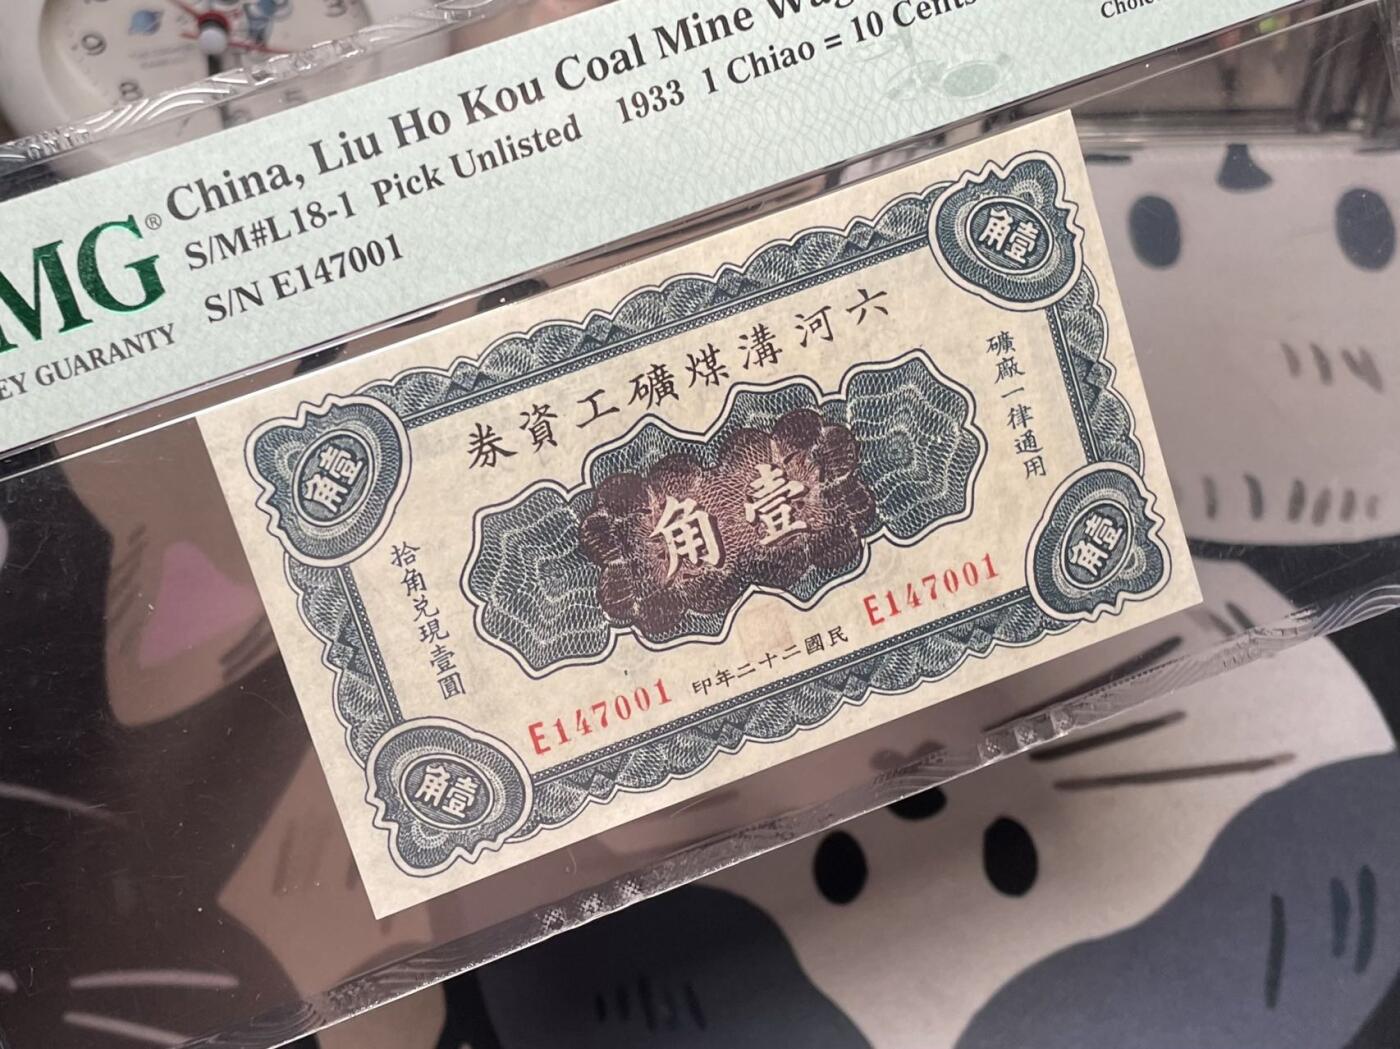 China, Liu Ho Kou Coal Mine
S/M#L18-1 Pick Unlisted 1933 1 Chiao = 10 Cents
S/N E147001
MG®
EY GUARANTY
六河溝煤礦工資券
壹角
壹角
壹角
礦廠一律通用
拾角兌現壹圓
E147001
民國二十二年印
E147001
壹角
壹角